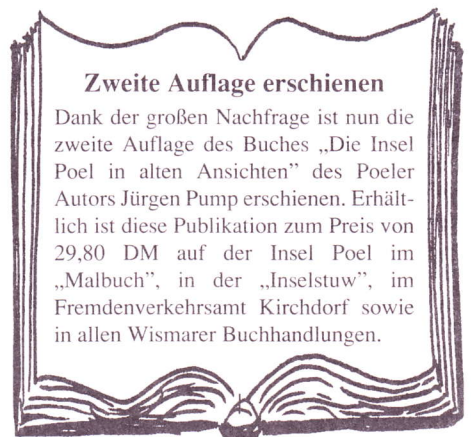 Zweite Auflage erschienen
Dank der großen Nachfrage ist nun die
zweite Auflage des Buches „Die Insel
Poel in alten Ansichten” des Poeler
Autors Jürgen Pump erschienen. Erhält-
lich ist diese Publikation zum Preis von
29,80 DM auf der Insel Poel im
„Malbuch”, in der „Inselstuw”, im
Fremdenverkehrsamt Kirchdorf sowie
in allen Wismarer Buchhandlungen.